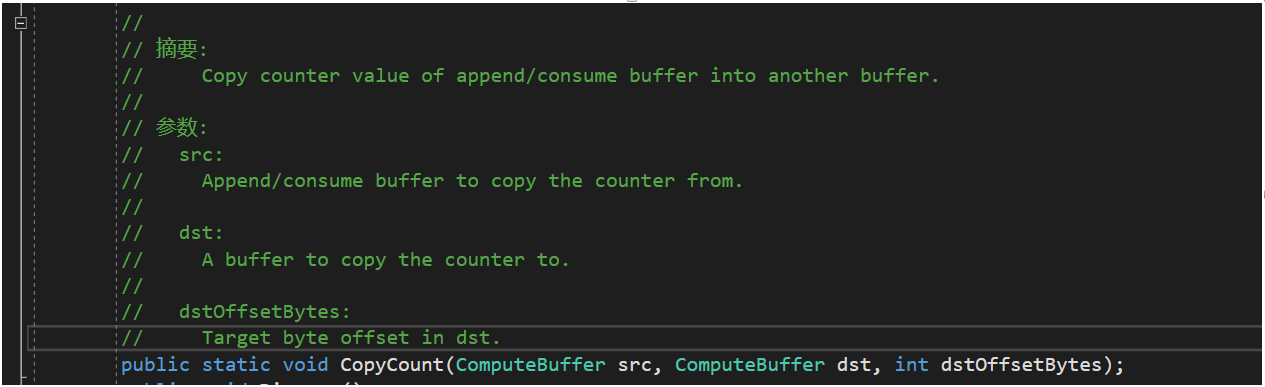 //
// 摘要:
//     Copy counter value of append/consume buffer into another buffer.
//
// 参数:
//   src:
//     Append/consume buffer to copy the counter from.
//
//   dst:
//     A buffer to copy the counter to.
//
//   dstOffsetBytes:
//     Target byte offset in dst.
public static void CopyCount(ComputeBuffer src, ComputeBuffer dst, int dstOffsetBytes);